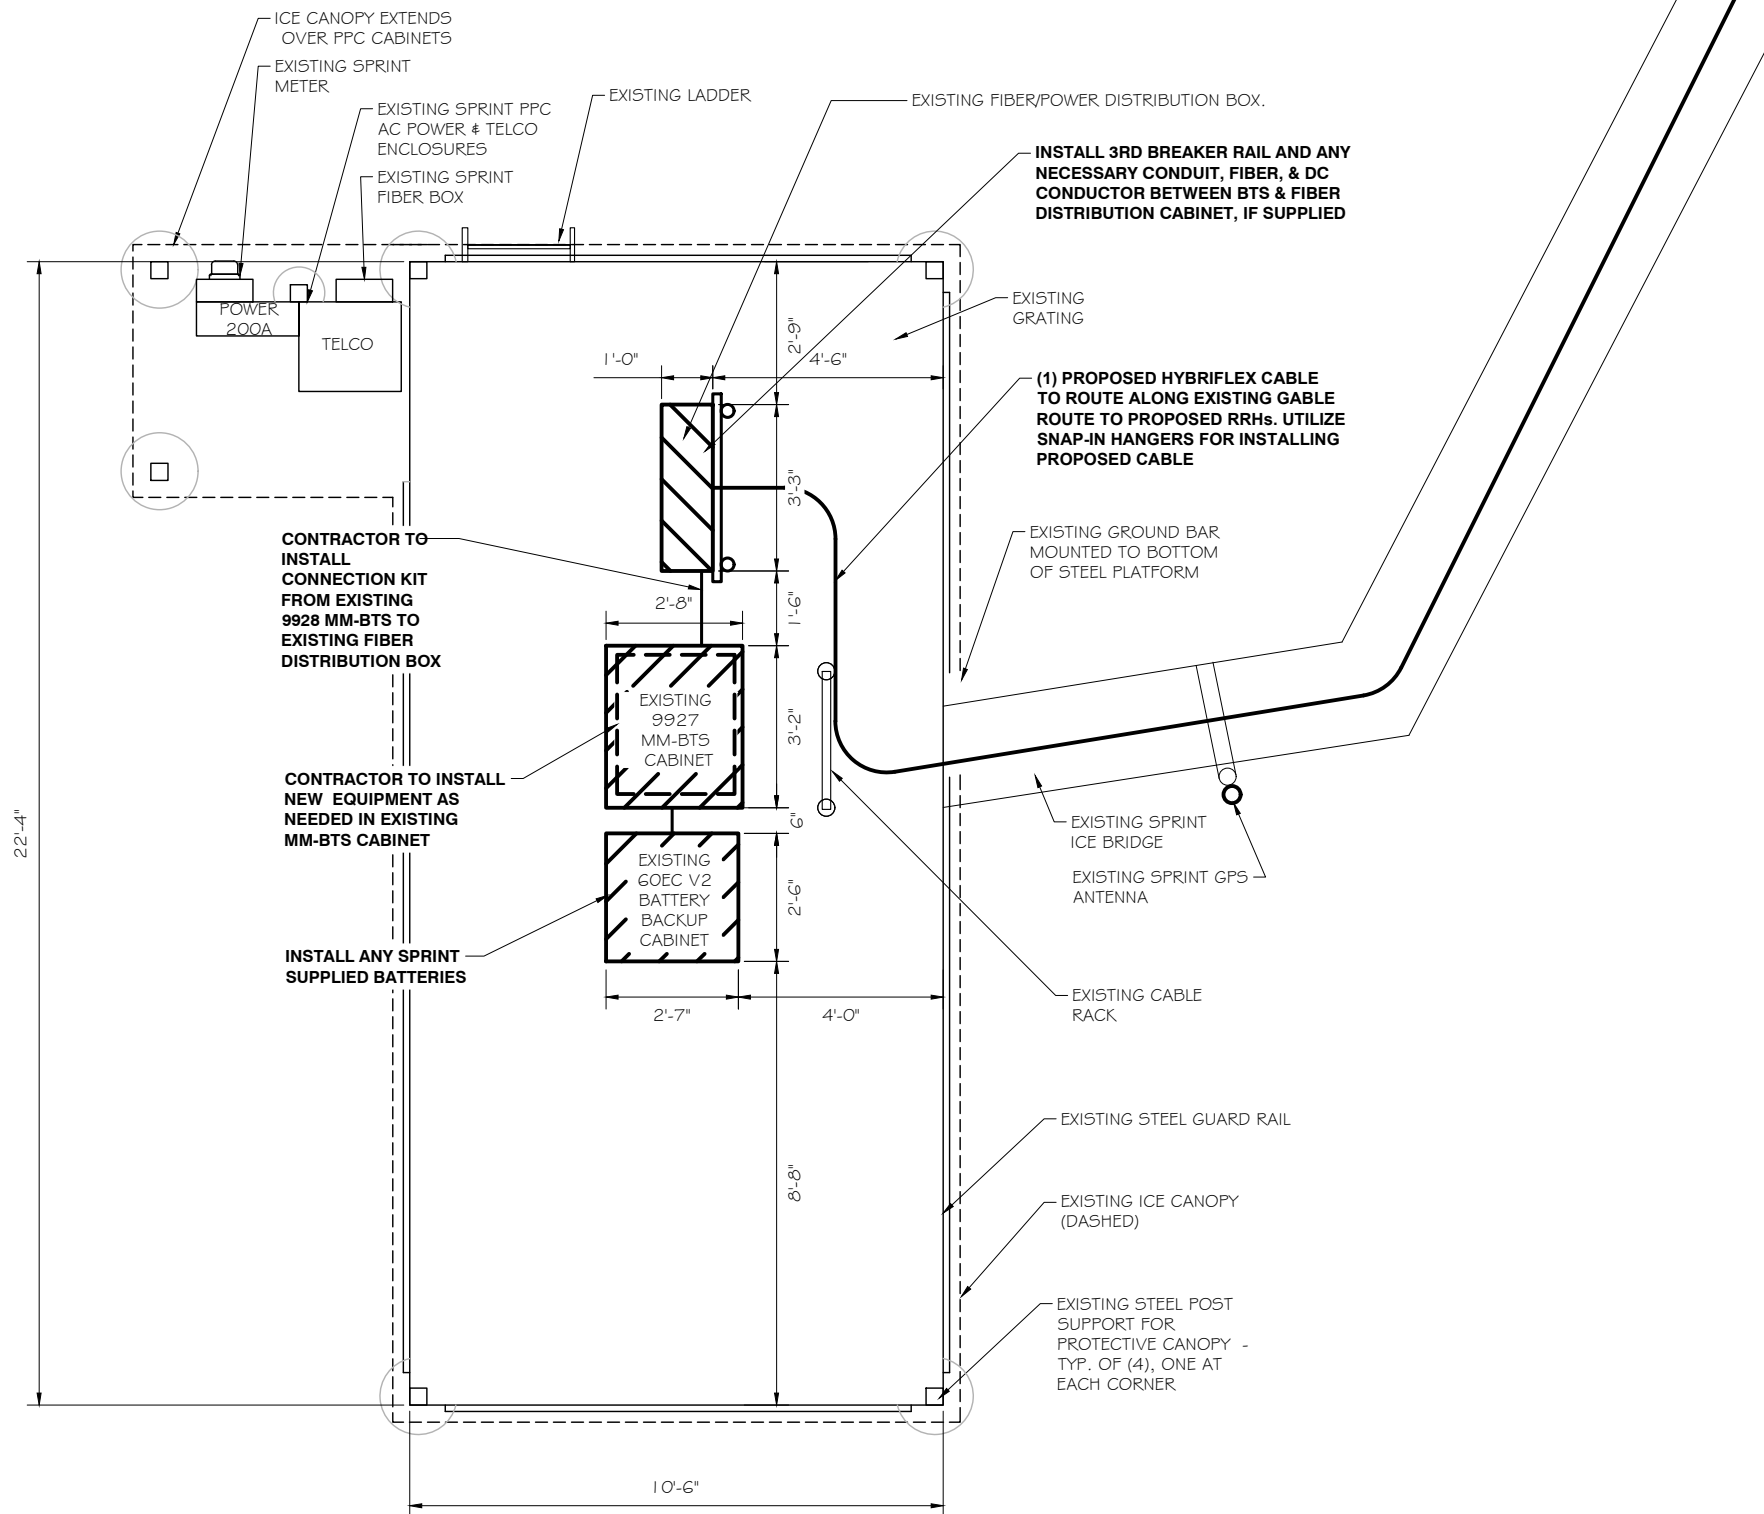 ICE CANOPY EXTENDS
OVER PPC CABINETS
EXISTING SPRINT
METER
EXISTING SPRINT PPC
AC POWER & TELCO
ENCLOSURES
EXISTING SPRINT
FIBER BOX
EXISTING LADDER
EXISTING FIBER/POWER DISTRIBUTION BOX.
INSTALL 3RD BREAKER RAIL AND ANY
NECESSARY CONDUIT, FIBER, & DC
CONDUCTOR BETWEEN BTS & FIBER
DISTRIBUTION CABINET, IF SUPPLIED
POWER
200A
TELCO
EXISTING
GRATING
2'-9"
1'-0"
4'-6"
(1) PROPOSED HYBRIFLEX CABLE
TO ROUTE ALONG EXISTING GABLE
ROUTE TO PROPOSED RRHs. UTILIZE
SNAP-IN HANGERS FOR INSTALLING
PROPOSED CABLE
3'-3"
CONTRACTOR TO
INSTALL
CONNECTION KIT
FROM EXISTING
9928 MM-BTS TO
EXISTING FIBER
DISTRIBUTION BOX
EXISTING GROUND BAR
MOUNTED TO BOTTOM
OF STEEL PLATFORM
2'-8"
1'-6"
EXISTING
9927
MM-BTS
CABINET
3'-2"
CONTRACTOR TO INSTALL
NEW EQUIPMENT AS
NEEDED IN EXISTING
MM-BTS CABINET
6"
EXISTING SPRINT
ICE BRIDGE
EXISTING SPRINT GPS
ANTENNA
22'-4"
EXISTING
60EC V2
BATTERY
BACKUP
CABINET
2'-6"
INSTALL ANY SPRINT
SUPPLIED BATTERIES
2'-7"
4'-0"
EXISTING CABLE
RACK
EXISTING STEEL GUARD RAIL
8'-8"
EXISTING ICE CANOPY
(DASHED)
EXISTING STEEL POST
SUPPORT FOR
PROTECTIVE CANOPY -
TYP. OF (4), ONE AT
EACH CORNER
10'-6"